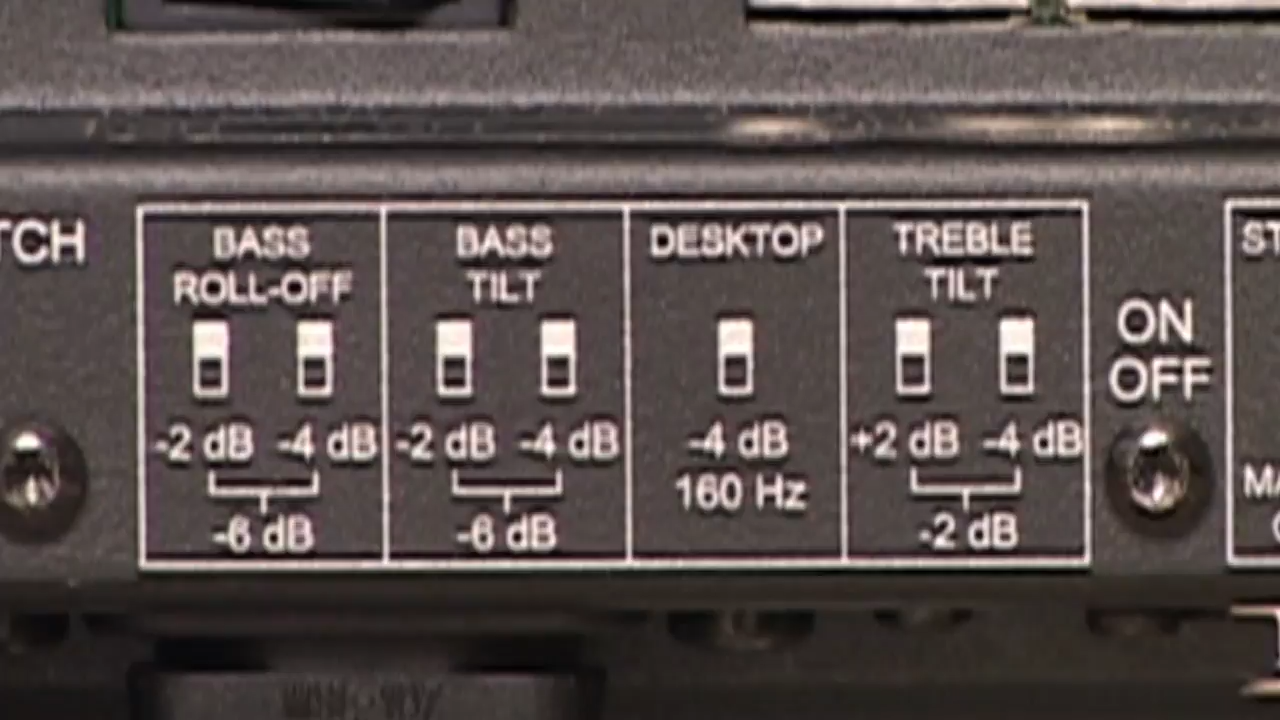 TCH
BASS
ROLL-OFF
-2 dB -4 dB
-6 dB
BASS
TILT
-2 dB -4 dB
-6 dB
DESKTOP
-4 dB
160 Hz
TREBLE
TILT
+2 dB -4 dB
-2 dB
ON
OFF
ST
MA